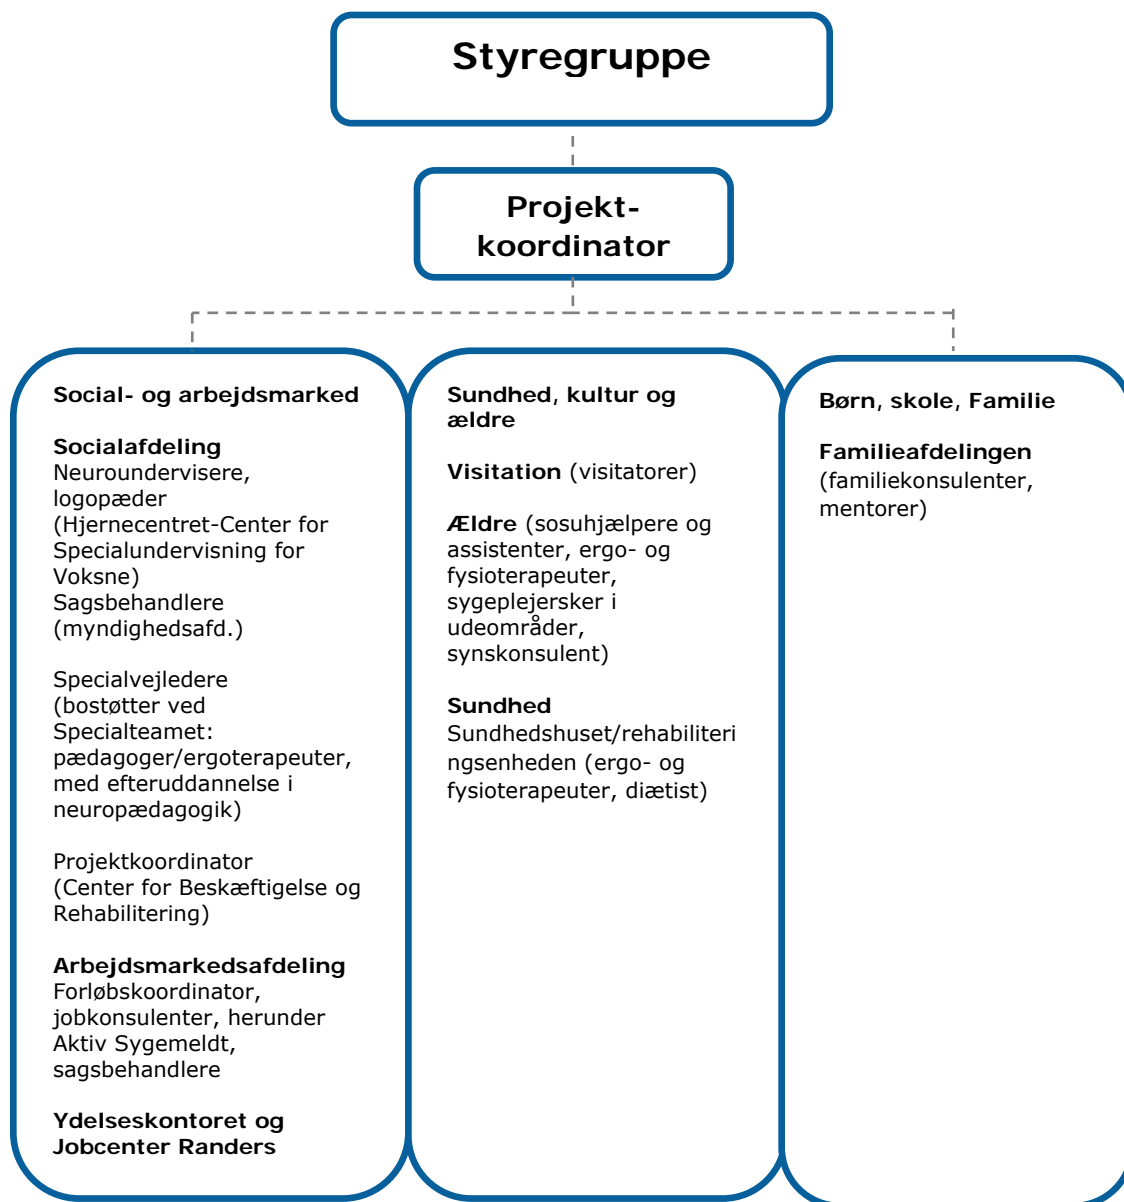 Styregruppe
Projekt-
koordinator
Social- og arbejdsmarked
Socialafdeling
Neuroundervisere,
logopæder
(Hjernecentret-Center for
Specialundervisning for
Voksne)
Sagsbehandlere
(myndighedsafd.)
Specialvejledere
(bostøtter ved
Specialteamet:
pædagoger/ergoterapeuter,
med efteruddannelse i
neuropædagogik)
Projektkoordinator
(Center for Beskæftigelse og
Rehabilitering)
Arbejdsmarkedsafdeling
Forløbskoordinator,
jobkonsulenter, herunder
Aktiv Sygemeldt,
sagsbehandlere
Ydelseskontoret og
Jobcenter Randers
Sundhed, kultur og
ældre
Visitation (visitatorer)
Ældre (sosuhjælpere og
assistenter, ergo- og
fysioterapeuter,
sygeplejersker i
udeområder,
synskonsulent)
Sundhed
Sundhedshuset/rehabiliteri
ngsenheden (ergo- og
fysioterapeuter, diætist)
Børn, skole, Familie
Familieafdelingen
(familiekonsulenter,
mentorer)